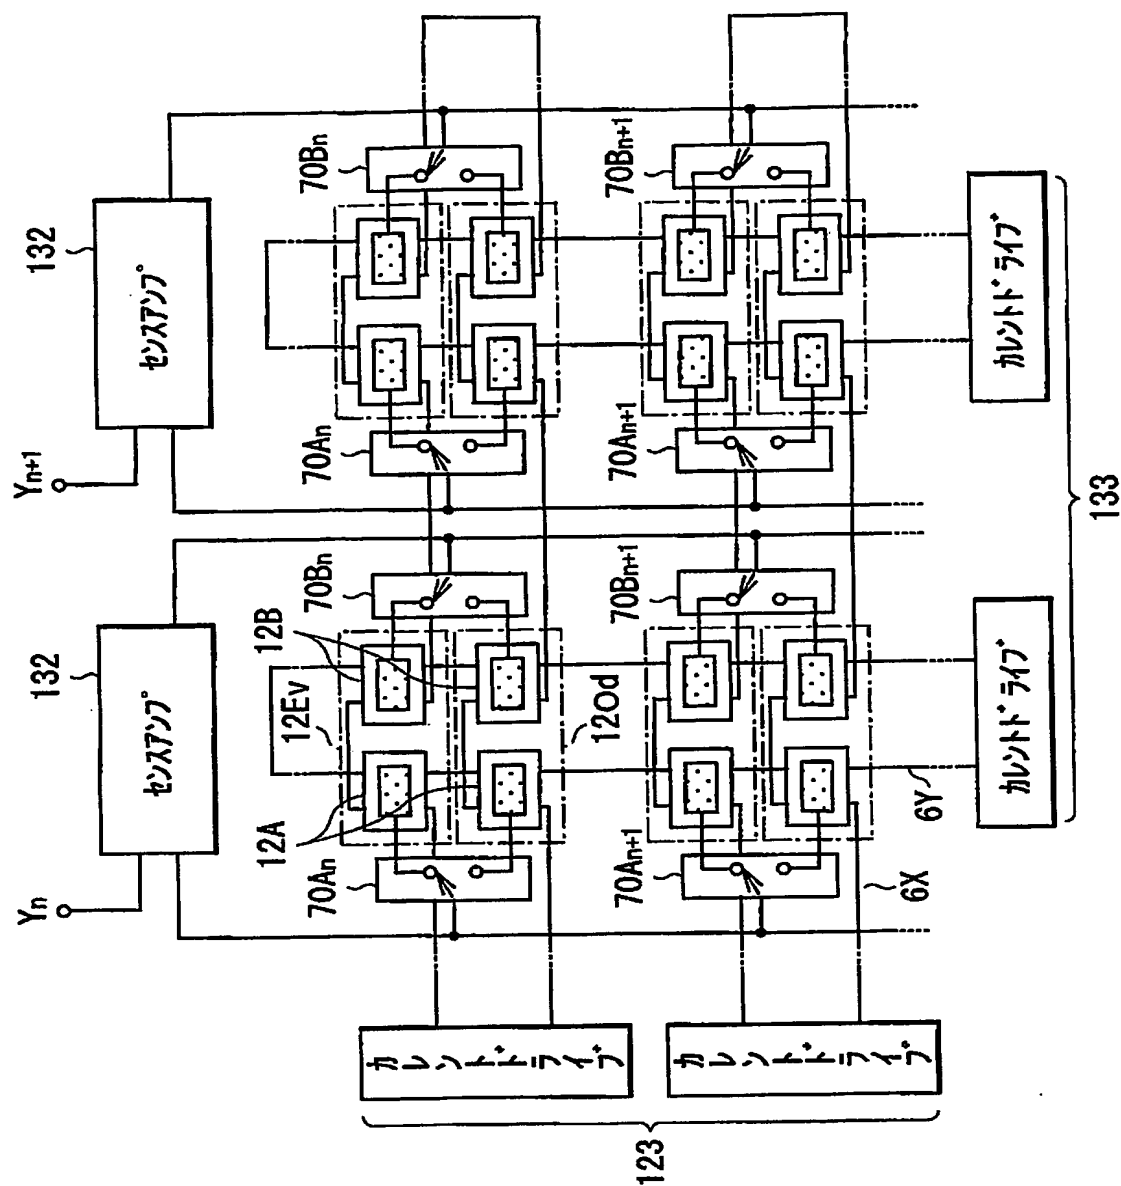 132
センスアンプ
Yn+1
132
センスアンプ
Yn
70Bn
70Bn+1
70An
70An+1
70Bn
70Bn+1
12B
12Ev
12Od
12A
70An
70An+1
6Y
6X
カレントドライブ
カレントドライブ
133
カレントドライブ
カレントドライブ
123